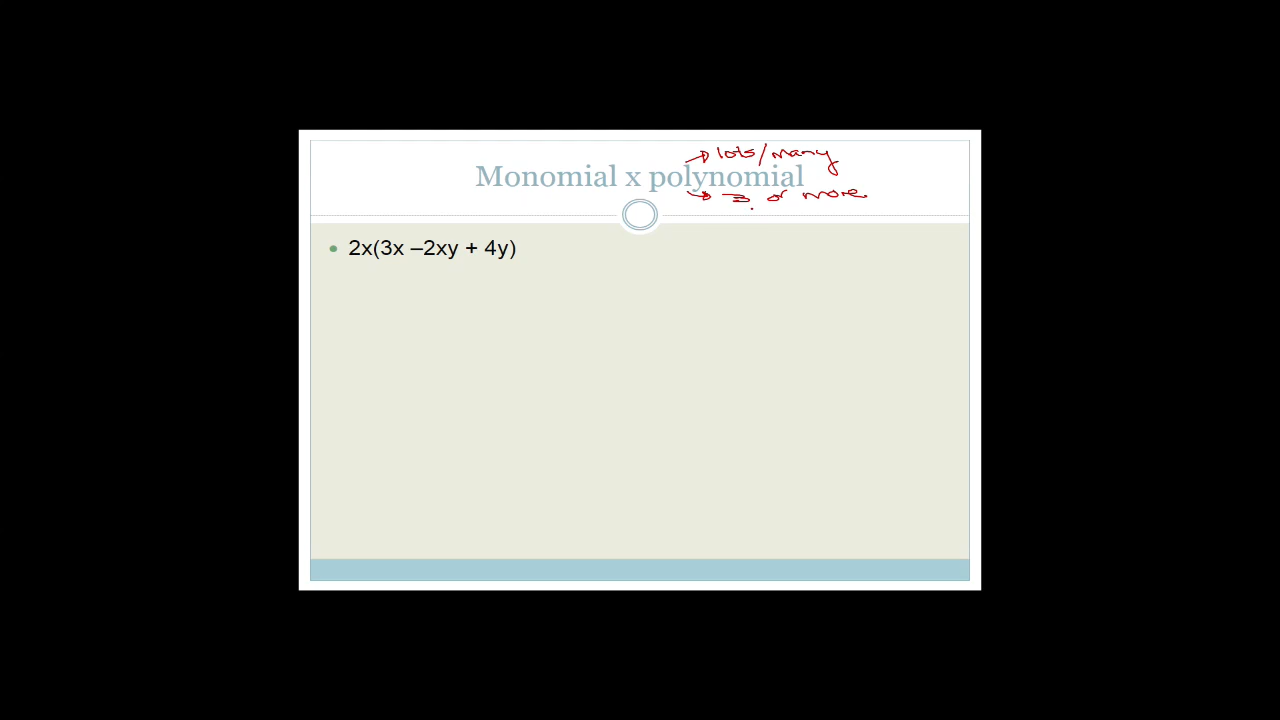 → lots/many
Monomial x polynomial
→ 3 or more
• 2x(3x –2xy + 4y)